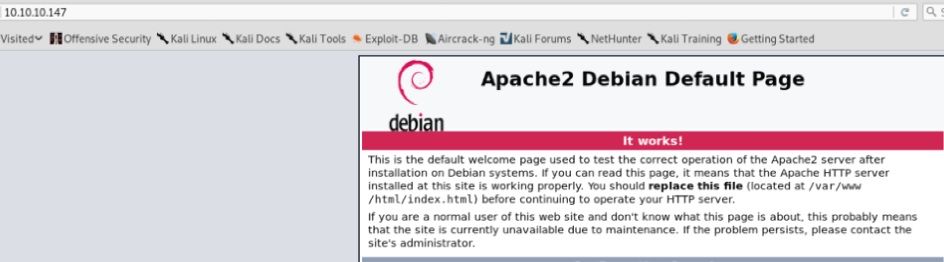 10.10.10.147
Visited Offensive Security Kali Linux Kali Docs Kali Tools Exploit-DB Aircrack-ng Kali Forums NetHunter Kali Training Getting Started
Apache2 Debian Default Page
debian
It works!
This is the default welcome page used to test the correct operation of the Apache2 server after
installation on Debian systems. If you can read this page, it means that the Apache HTTP server
installed at this site is working properly. You should replace this file (located at /var/www
/html/index.html) before continuing to operate your HTTP server.
If you are a normal user of this web site and don't know what this page is about, this probably means
that the site is currently unavailable due to maintenance. If the problem persists, please contact the
site's administrator.